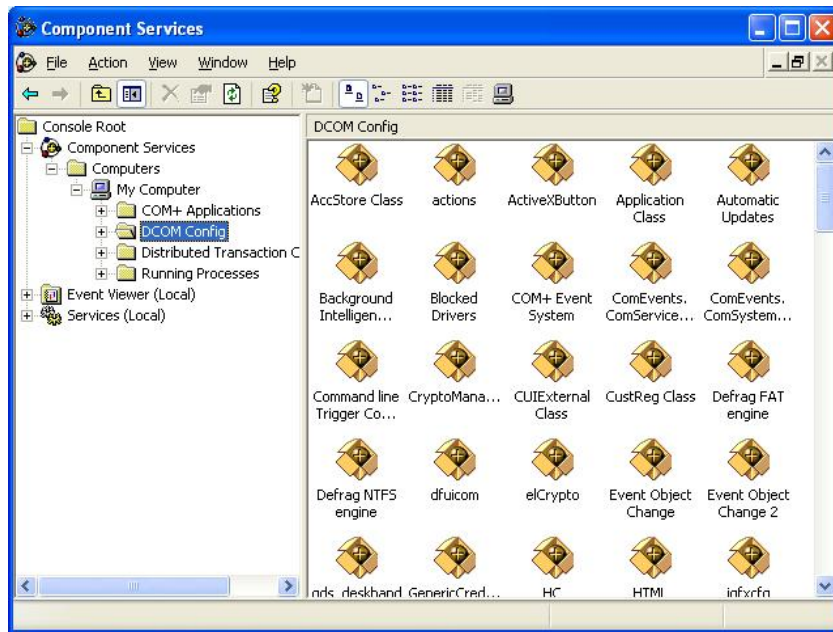 Component Services
File Action View Window Help
Console Root
Component Services
Computers
My Computer
COM+ Applications
DCOM Config
Distributed Transaction C
Running Processes
Event Viewer (Local)
Services (Local)
DCOM Config
AccStore Class actions ActiveXButton Application Automatic
Class Updates
Background Blocked COM+ Event ComEvents. ComEvents.
Intelligen... Drivers System ComService... ComSystem...
Command line CryptoMana... CUIExternal CustReg Class Defrag FAT
Trigger Co... Class engine
Defrag NTFS dfuicom elCrypto Event Object Event Object
engine Change Change 2
GenericCred... HC HTML igfxcfg